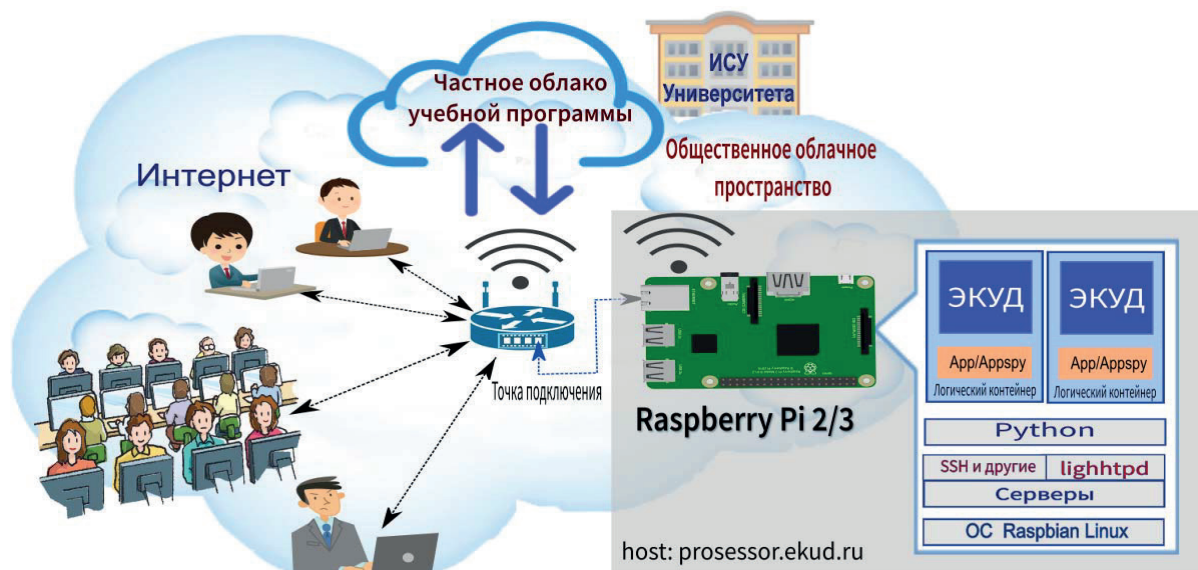 Частное облако
учебной программы
ИСУ
Университета
Общественное облачное
пространство
Интернет
Точка подключения
Raspberry Pi 2/3
ЭКУД
ЭКУД
App/Appspy
App/Appspy
Логический контейнер
Логический контейнер
Python
SSH и другие
lighhtpd
Серверы
ОС Raspbian Linux
host: prosessor.ekud.ru